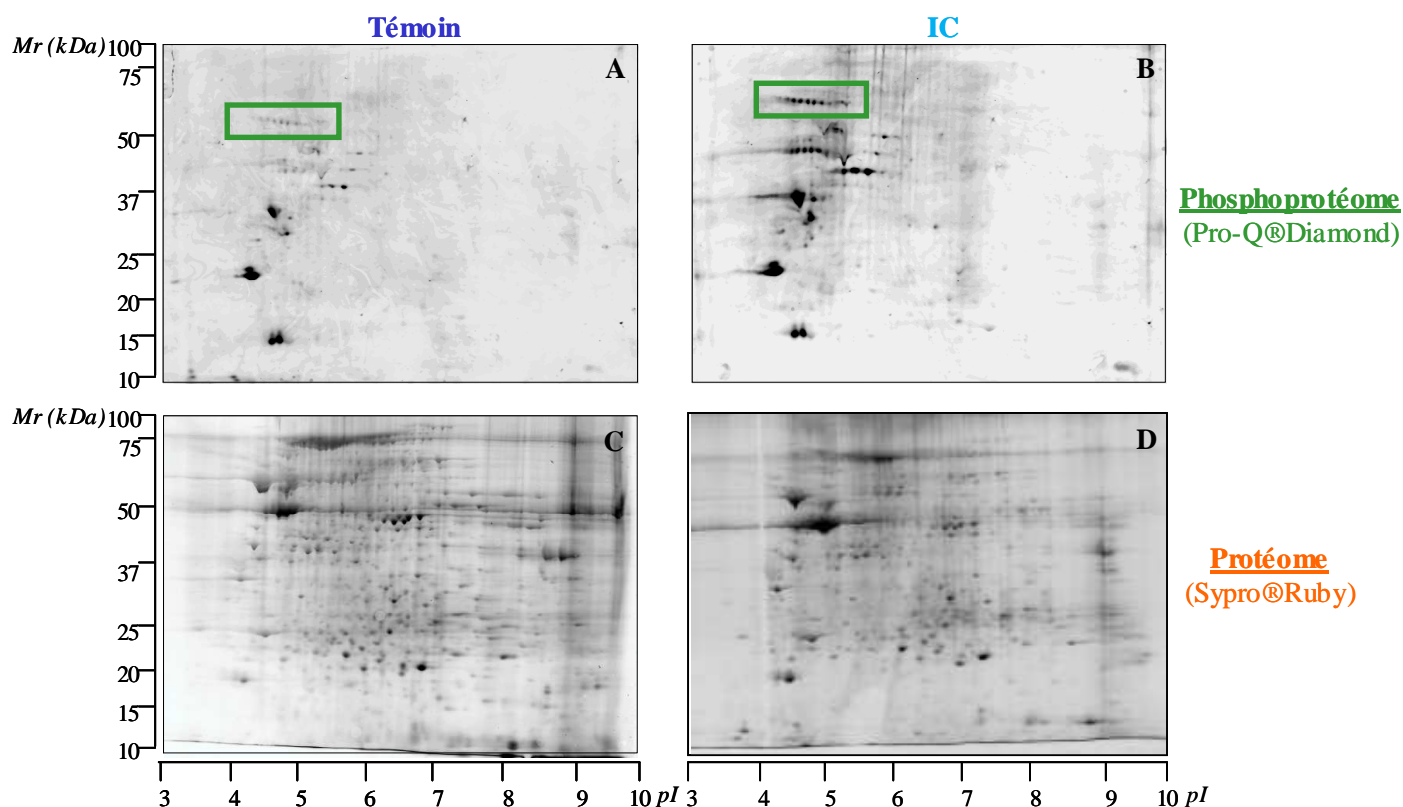 Témoin
IC
Mr (kDa)
100
75
50
37
25
20
15
10
A
B
Phosphoprotéome
(Pro-Q®Diamond)
Mr (kDa)
100
75
50
37
25
20
15
10
C
D
Protéome
(Sypro®Ruby)
3 4 5 6 7 8 9 10 pI
3 4 5 6 7 8 9 10 pI